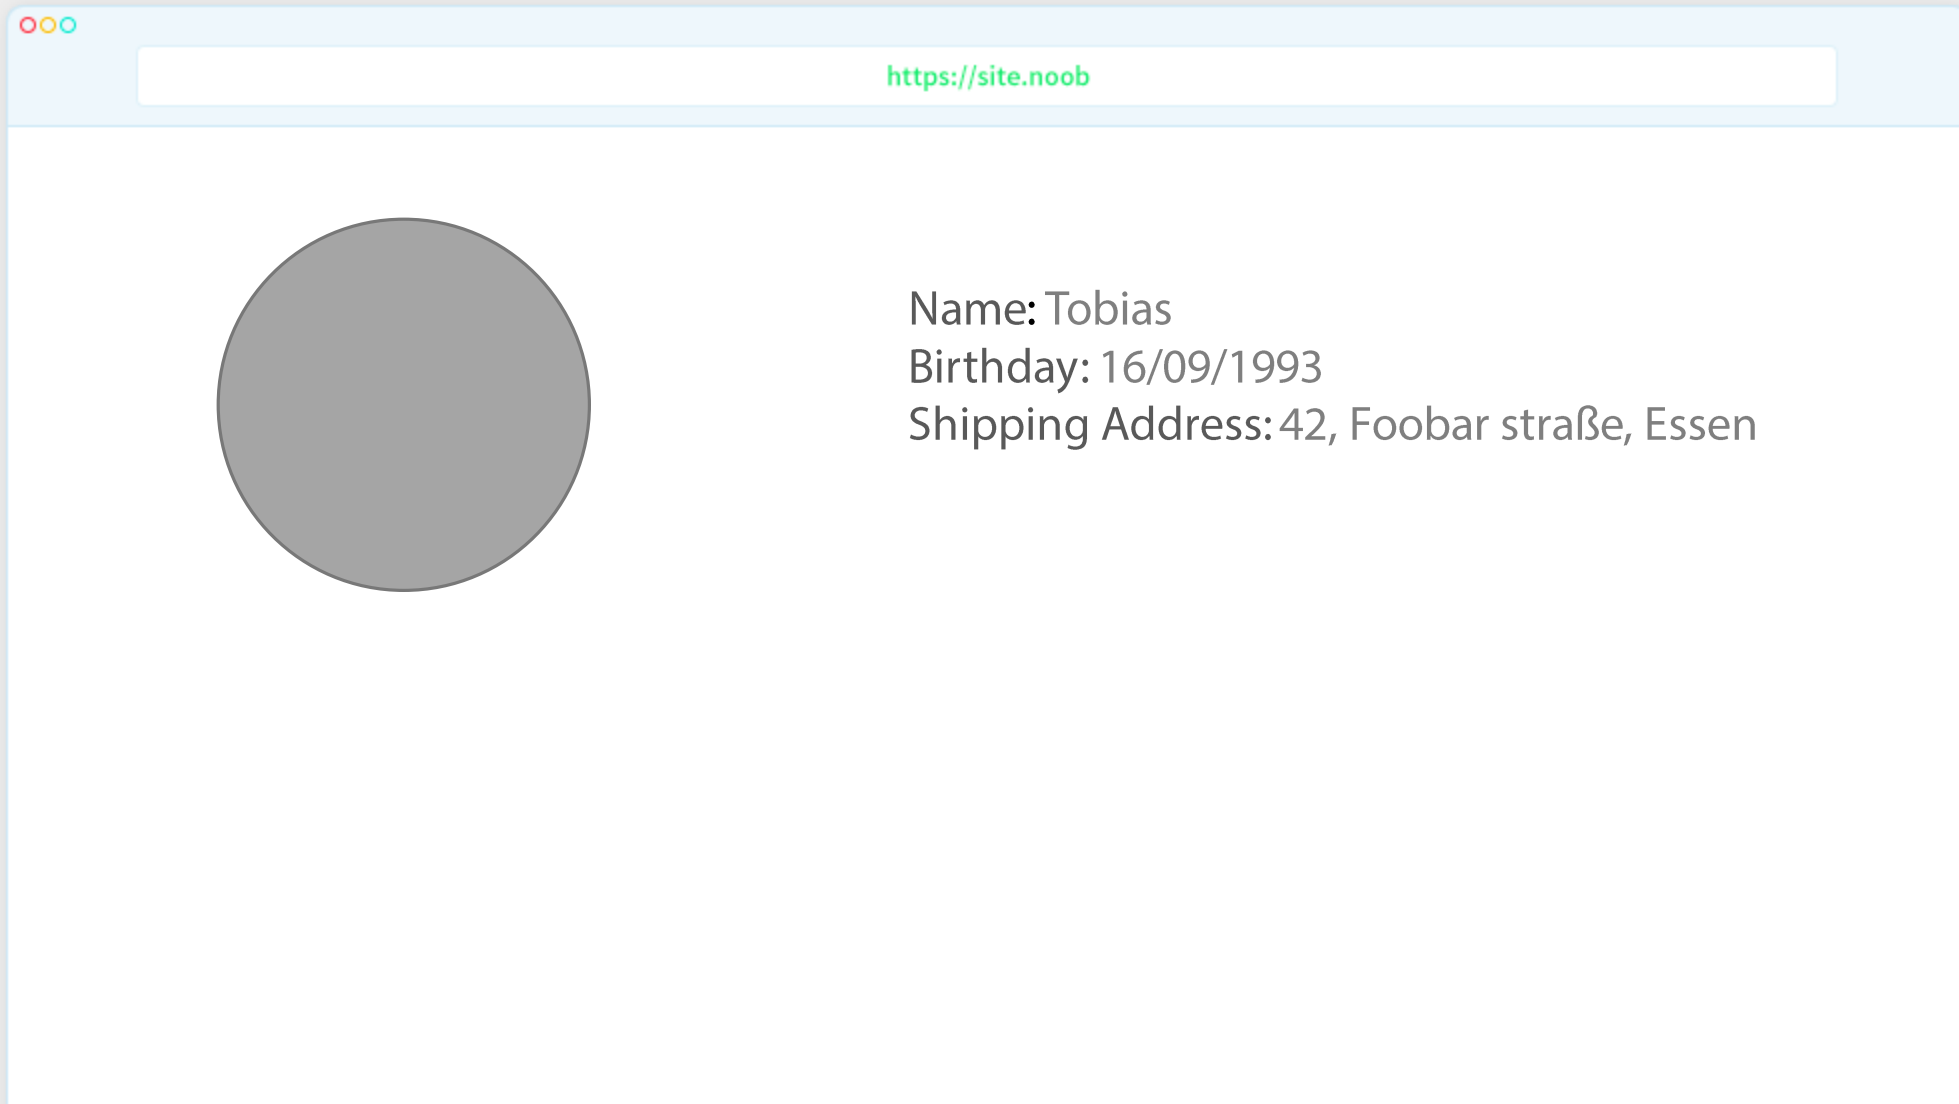 https://site.noob
Name: Tobias
Birthday: 16/09/1993
Shipping Address: 42, Foobar straße, Essen